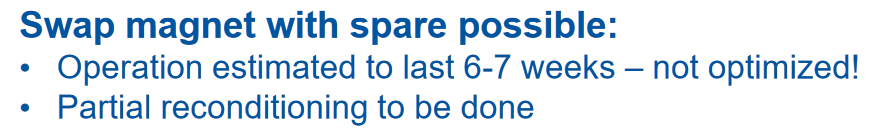 Swap magnet with spare possible:
• Operation estimated to last 6-7 weeks – not optimized!
• Partial reconditioning to be done